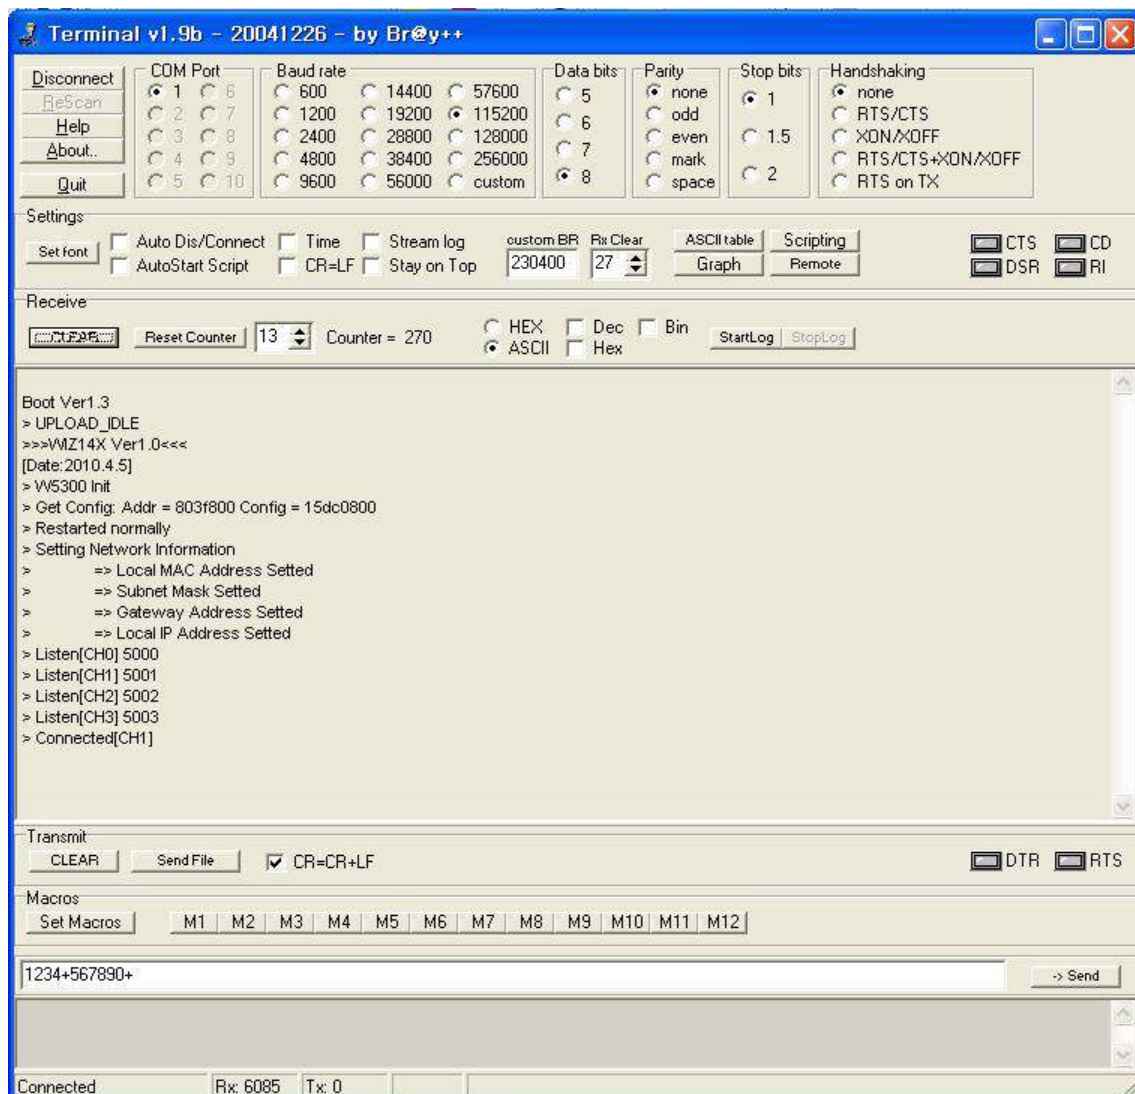 Terminal v1.9b - 20041226 - by Br@y++
Disconnect
ReScan
Help
About..
Quit
COM Port
1 6
2 7
3 8
4 9
5 10
Baud rate
600 14400 57600
1200 19200 115200
2400 28800 128000
4800 38400 256000
9600 56000 custom
Data bits
5
6
7
8
Parity
none
odd
even
mark
space
Stop bits
1
1.5
2
Handshaking
none
RTS/CTS
XON/XOFF
RTS/CTS+XON/XOFF
RTS on TX
Settings
Set font
Auto Dis/Connect Time Stream log
AutoStart Script CR=LF Stay on Top
custom BR Rx Clear
230400 27
ASCII table Scripting
Graph Remote
CTS CD
DSR RI
Receive
CLEAR Reset Counter 13 Counter = 270
HEX Dec Bin
ASCII Hex
StartLog StopLog
Boot Ver1.3
> UPLOAD_IDLE
>>>WIZ14X Ver1.0<<<
[Date:2010.4.5]
> W5300 Init
> Get Config: Addr = 803f800 Config = 15dc0800
> Restarted normally
> Setting Network Information
> => Local MAC Address Setted
> => Subnet Mask Setted
> => Gateway Address Setted
> => Local IP Address Setted
> Listen[CH0] 5000
> Listen[CH1] 5001
> Listen[CH2] 5002
> Listen[CH3] 5003
> Connected[CH1]
Transmit
CLEAR Send File CR=CR+LF DTR RTS
Macros
Set Macros M1 M2 M3 M4 M5 M6 M7 M8 M9 M10 M11 M12
1234+567890+ -> Send
Connected Rx: 6085 Tx: 0